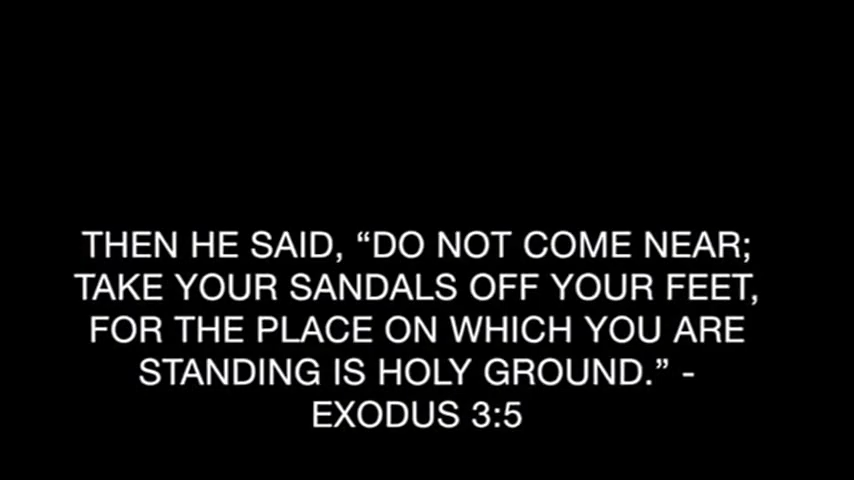 THEN HE SAID, “DO NOT COME NEAR;
TAKE YOUR SANDALS OFF YOUR FEET,
FOR THE PLACE ON WHICH YOU ARE
STANDING IS HOLY GROUND.” -
EXODUS 3:5